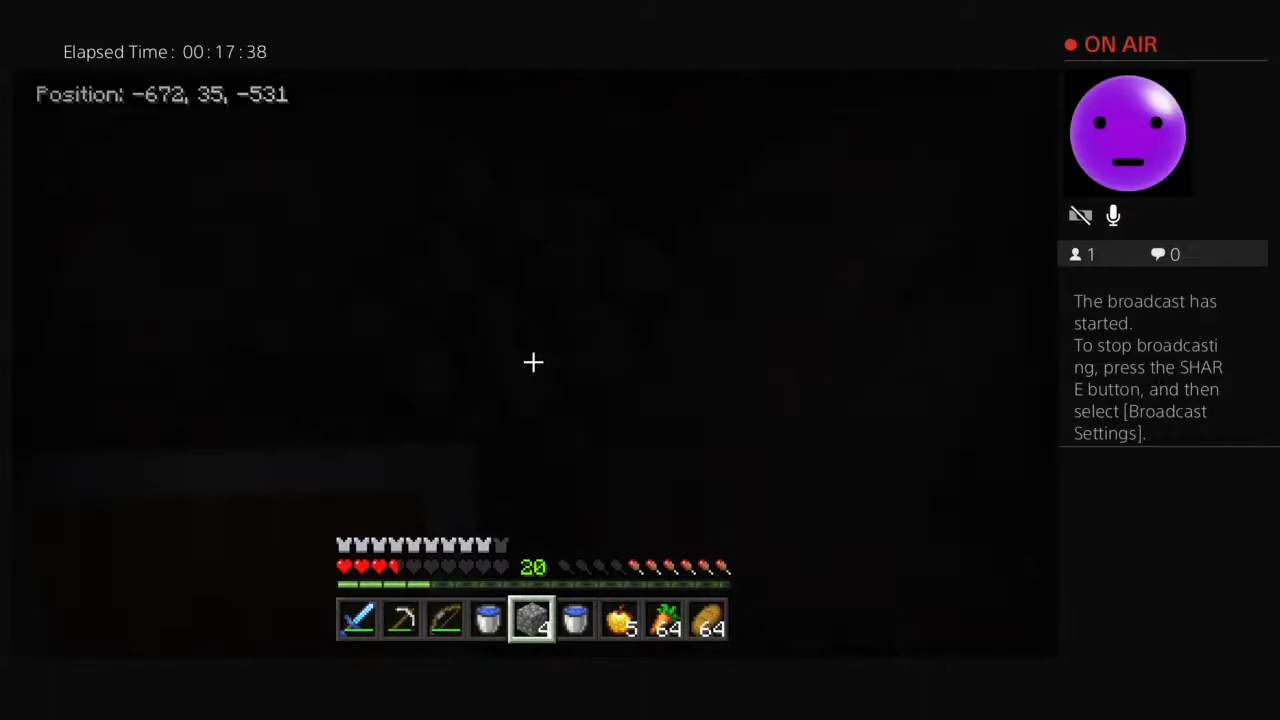 Elapsed Time: 00:17:38
ON AIR
Position: -672, 35, -531
1
0
The broadcast has
started.
To stop broadcasti
ng, press the SHAR
E button, and then
select [Broadcast
Settings].
20
4
5
64
64